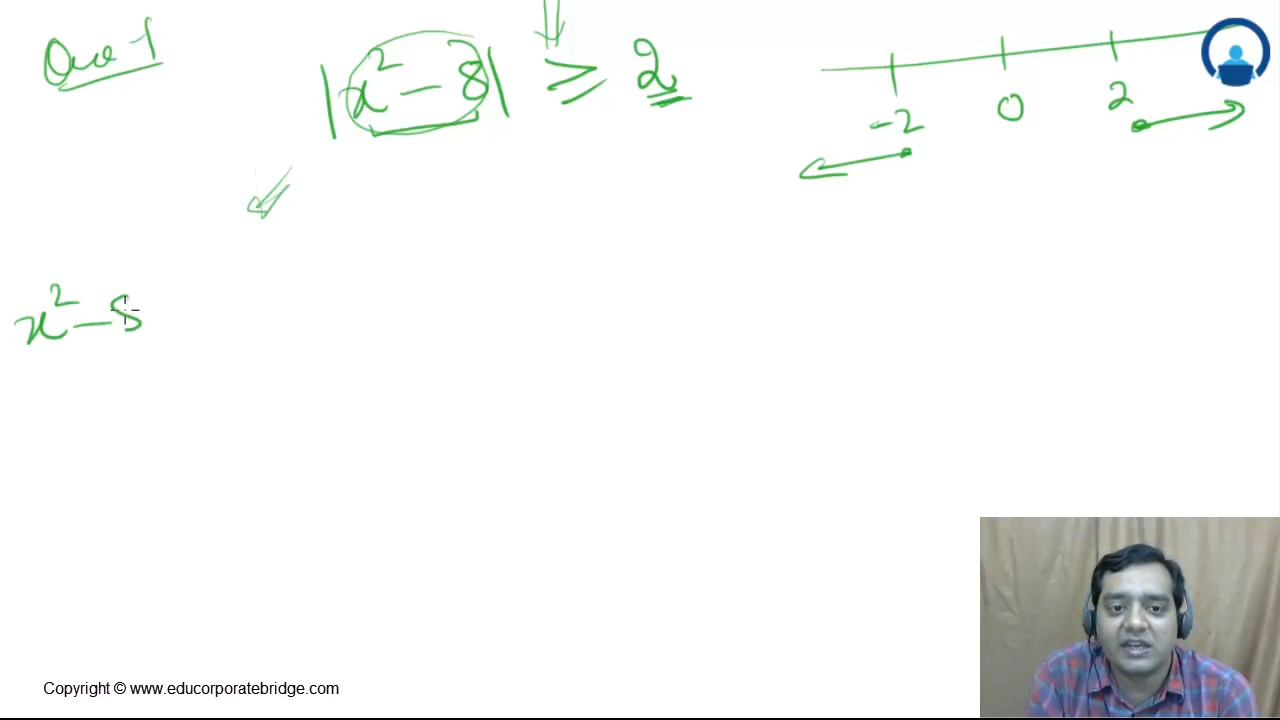 Que 1
|x² - 8| ≥ 2
-2 0 2
x² - 8
Copyright © www.educorporatebridge.com